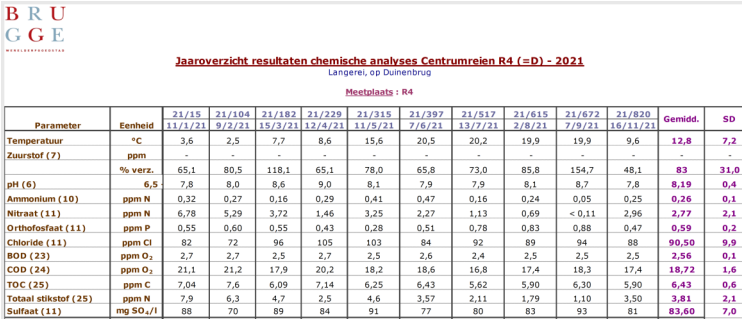 BRU
GGE
WERELDERFGOEDSTAD
Jaaroverzicht resultaten chemische analyses Centrumreien R4 (=D) - 2021
Langerei, op Duinenbrug
Meetplaats : R4
Parameter Eenheid 21/15 21/104 21/182 21/229 21/315 21/397 21/517 21/615 21/672 21/820 Gemidd. SD
11/1/21 9/2/21 15/3/21 12/4/21 11/5/21 7/6/21 13/7/21 2/8/21 7/9/21 16/11/21
Temperatuur °C 3,6 2,5 7,7 8,6 15,6 20,5 20,2 19,9 19,9 9,6 12,8 7,2
Zuurstof (7) ppm - - - - - - - - - - - -
% verz. 65,1 80,5 118,1 65,1 78,0 65,8 73,0 85,8 154,7 48,1 83 31,0
pH (6) 6,5 7,8 8,0 8,6 9,0 8,1 7,9 7,9 8,1 8,7 7,8 8,19 0,4
Ammonium (10) ppm N 0,32 0,27 0,16 0,29 0,41 0,47 0,16 0,24 0,05 0,25 0,26 0,1
Nitraat (11) ppm N 6,78 5,29 3,72 1,46 3,25 2,27 1,13 0,69 < 0,11 2,96 2,77 2,1
Orthofosfaat (11) ppm P 0,55 0,60 0,55 0,43 0,28 0,51 0,78 0,83 0,88 0,47 0,59 0,2
Chloride (11) ppm Cl 82 72 96 105 103 84 92 89 94 88 90,50 9,9
BOD (23) ppm O₂ 2,7 2,7 2,5 2,7 2,5 2,6 2,4 2,5 2,5 2,5 2,56 0,1
COD (24) ppm O₂ 21,1 21,2 17,9 20,2 18,2 18,6 16,8 17,4 18,3 17,4 18,72 1,6
TOC (25) ppm C 7,04 7,6 6,09 7,14 6,25 6,43 5,62 5,90 6,30 5,90 6,43 0,6
Totaal stikstof (25) ppm N 7,9 6,3 4,7 2,5 4,6 3,57 2,11 1,79 1,10 3,50 3,81 2,1
Sulfaat (11) mg SO₄/l 88 70 89 84 91 77 80 83 93 81 83,60 7,0